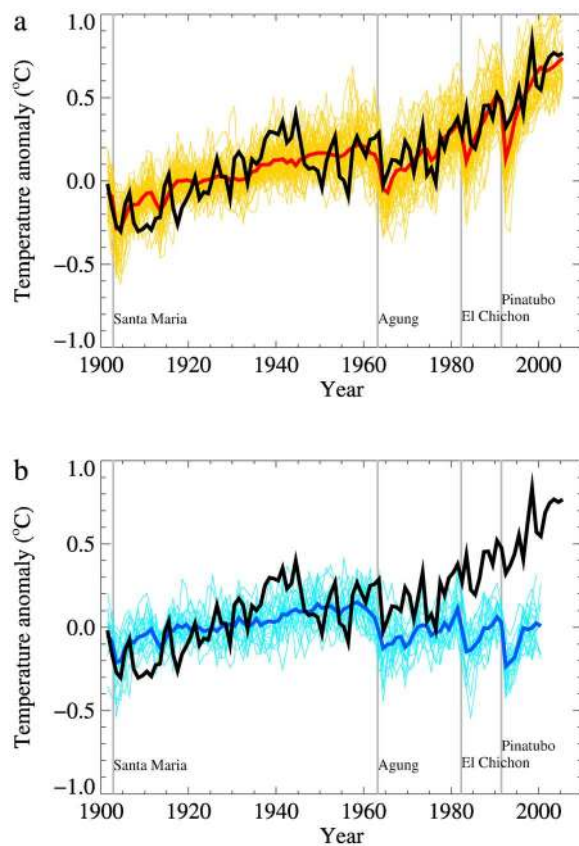 a
Temperature anomaly (°C)
1.0
0.5
0.0
−0.5
−1.0
Santa Maria
Agung
El Chichon
Pinatubo
1900 1920 1940 1960 1980 2000
Year
b
Temperature anomaly (°C)
1.0
0.5
0.0
−0.5
−1.0
Santa Maria
Agung
El Chichon
Pinatubo
1900 1920 1940 1960 1980 2000
Year